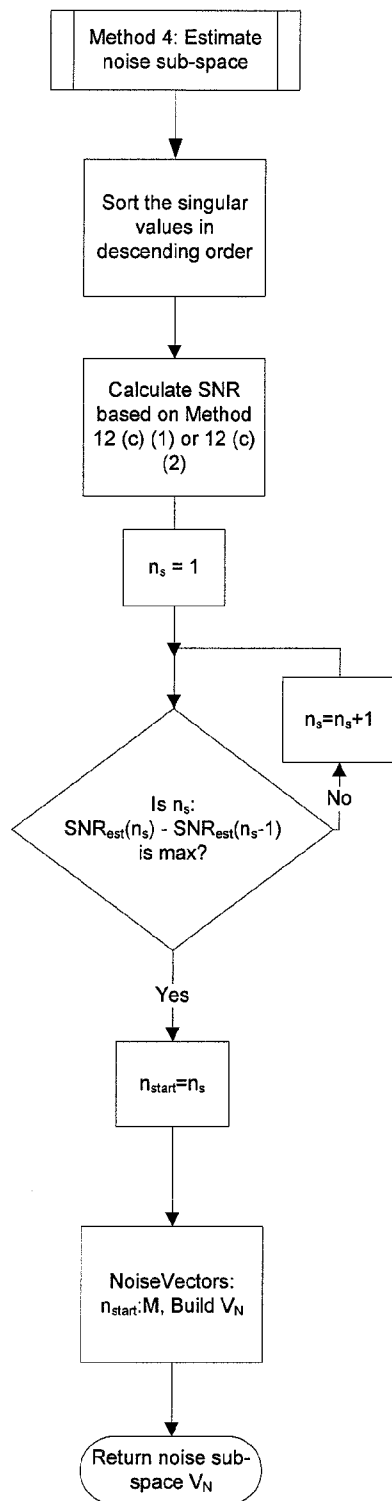 Method 4: Estimate
noise sub-space
Sort the singular
values in
descending order
Calculate SNR
based on Method
12 (c) (1) or 12 (c)
(2)
nₛ = 1
nₛ=nₛ+1
No
Is nₛ:
SNRₑₛₜ(nₛ) - SNRₑₛₜ(nₛ-1)
is max?
Yes
nₛₜₐᵣₜ=nₛ
NoiseVectors:
nₛₜₐᵣₜ:M, Build V_N
Return noise sub-
space V_N